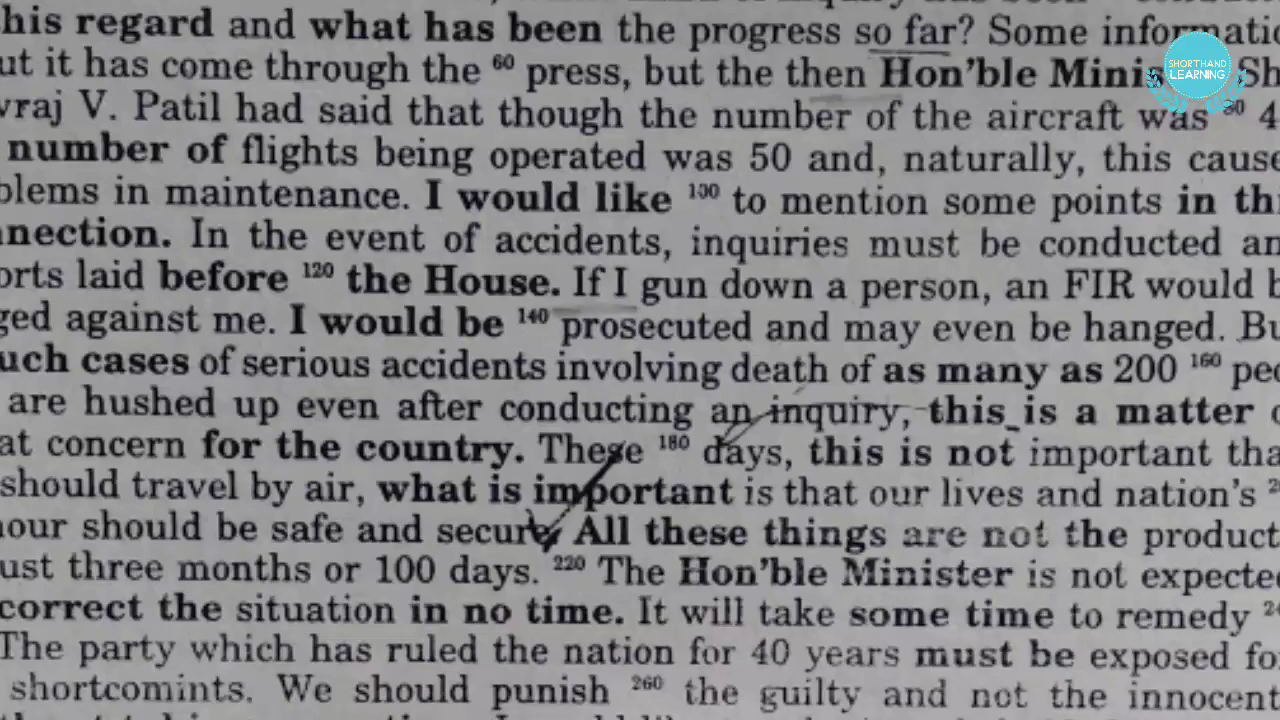 his regard and what has been the progress so far? Some informatio
ut it has come through the 60 press, but the then Hon'ble Minis Sh
vraj V. Patil had said that though the number of the aircraft was 80 4
number of flights being operated was 50 and, naturally, this cause
blems in maintenance. I would like 100 to mention some points in thi
nnection. In the event of accidents, inquiries must be conducted an
orts laid before 120 the House. If I gun down a person, an FIR would b
ged against me. I would be 140 prosecuted and may even be hanged. Bu
uch cases of serious accidents involving death of as many as 200 160 peo
are hushed up even after conducting an inquiry, this is a matter o
at concern for the country. These 180 days, this is not important tha
should travel by air, what is important is that our lives and nation's
nour should be safe and secure. All these things are not the product
ust three months or 100 days. 220 The Hon'ble Minister is not expected
correct the situation in no time. It will take some time to remedy
The party which has ruled the nation for 40 years must be exposed fo
shortcomints. We should punish 260 the guilty and not the innocent
SHORTHAND
LEARNING